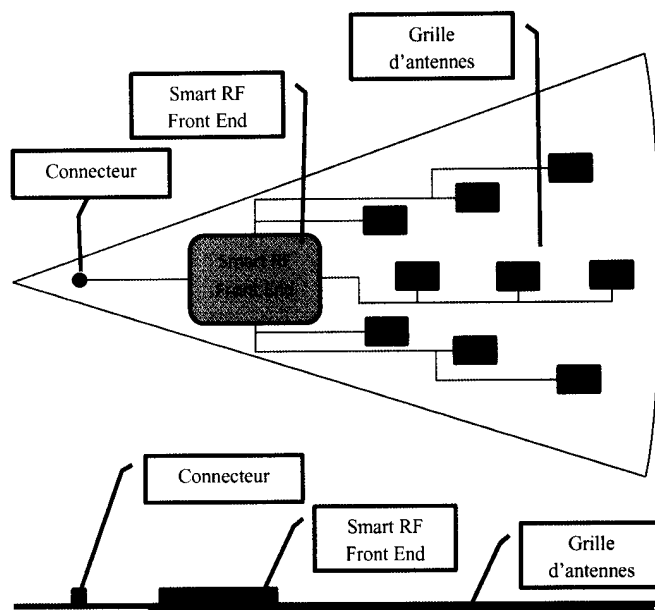 Grille
d'antennes
Smart RF
Front End
Connecteur
Smart RF
Front End
Connecteur
Smart RF
Front End
Grille
d'antennes